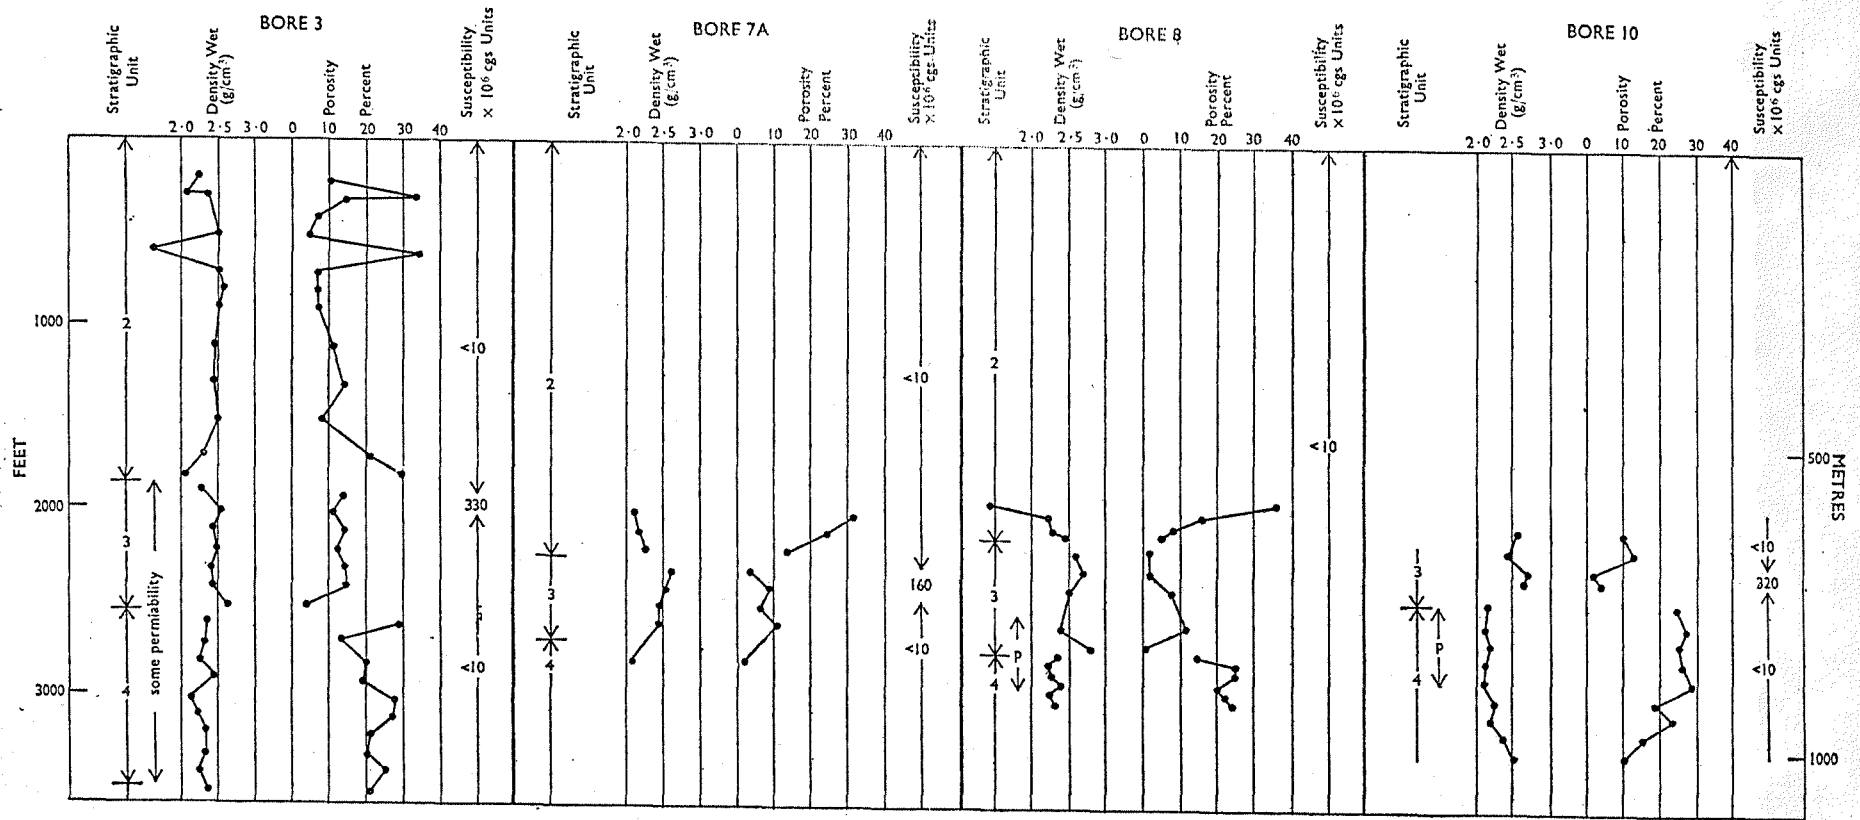 BORE 3
BORE 7A
BORE 8
BORE 10
Stratigraphic
Unit
Density Wet
(g/cm³)
Porosity
Percent
Susceptibility
× 10⁶ cgs Units
Stratigraphic
Unit
Density Wet
(g/cm³)
Porosity
Percent
Susceptibility
× 10⁶ cgs Units
Stratigraphic
Unit
Density Wet
(g/cm³)
Porosity
Percent
Susceptibility
× 10⁶ cgs Units
Stratigraphic
Unit
Density Wet
(g/cm³)
Porosity
Percent
Susceptibility
×10⁶ cgs Units
2·0 2·5 3·0 0 10 20 30 40
2·0 2·5 3·0 0 10 20 30 40
2·0 2·5 3·0 0 10 20 30 40
2·0 2·5 3·0 0 10 20 30 40
FEET
1000
2000
3000
2
3
4
some permiability
<10
330
<10
2
3
4
<10
160
<10
2
3
4
P
<10
3
4
P
<10
320
<10
500
METRES
1000